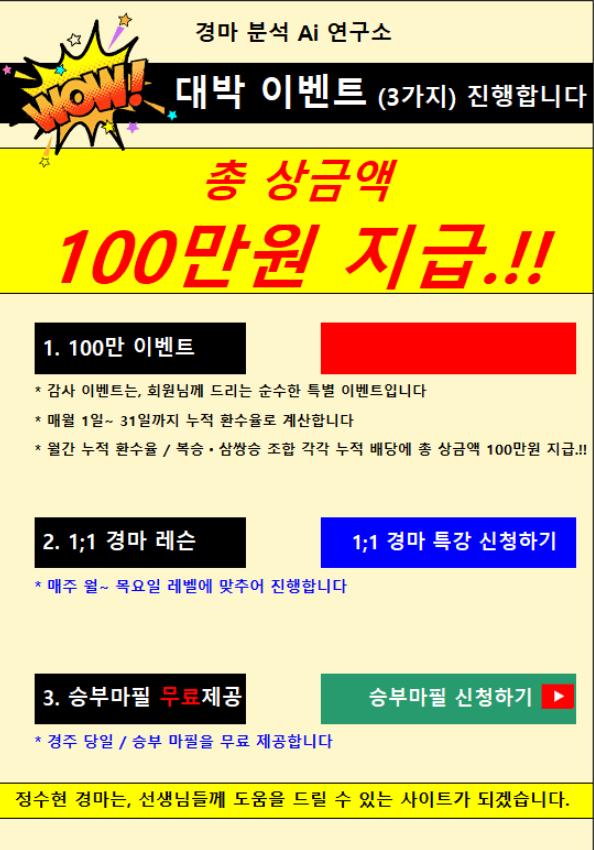 경마 분석 Ai 연구소
WOW!
대박 이벤트 (3가지) 진행합니다
총 상금액
100만원 지급.!!
1. 100만 이벤트
* 감사 이벤트는, 회원님께 드리는 순수한 특별 이벤트입니다
* 매월 1일~ 31일까지 누적 환수율로 계산합니다
* 월간 누적 환수율 / 복승 • 삼쌍승 조합 각각 누적 배당에 총 상금액 100만원 지급.!!
2. 1;1 경마 레슨
1;1 경마 특강 신청하기
* 매주 월~ 목요일 레벨에 맞추어 진행합니다
3. 승부마필 무료제공
승부마필 신청하기
* 경주 당일 / 승부 마필을 무료 제공합니다
정수현 경마는, 선생님들께 도움을 드릴 수 있는 사이트가 되겠습니다.